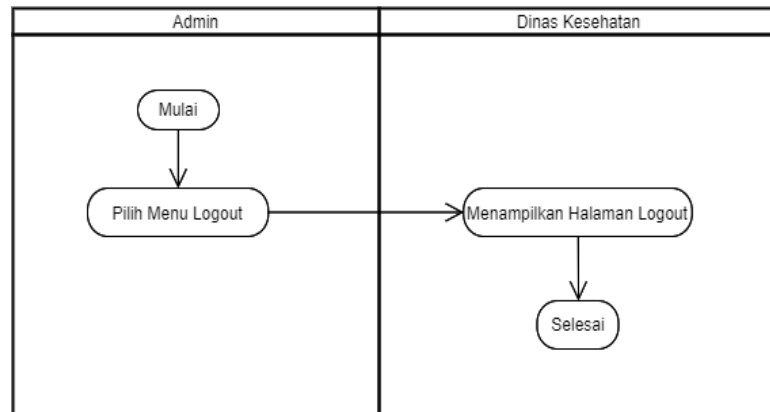 Admin
Dinas Kesehatan
Mulai
Pilih Menu Logout
Menampilkan Halaman Logout
Selesai